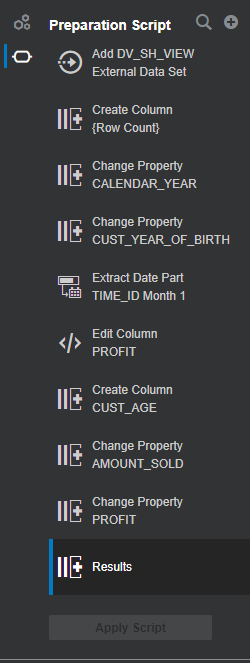 Preparation Script
Add DV_SH_VIEW
External Data Set
Create Column
{Row Count}
Change Property
CALENDAR_YEAR
Change Property
CUST_YEAR_OF_BIRTH
Extract Date Part
TIME_ID Month 1
Edit Column
PROFIT
Create Column
CUST_AGE
Change Property
AMOUNT_SOLD
Change Property
PROFIT
Results
Apply Script